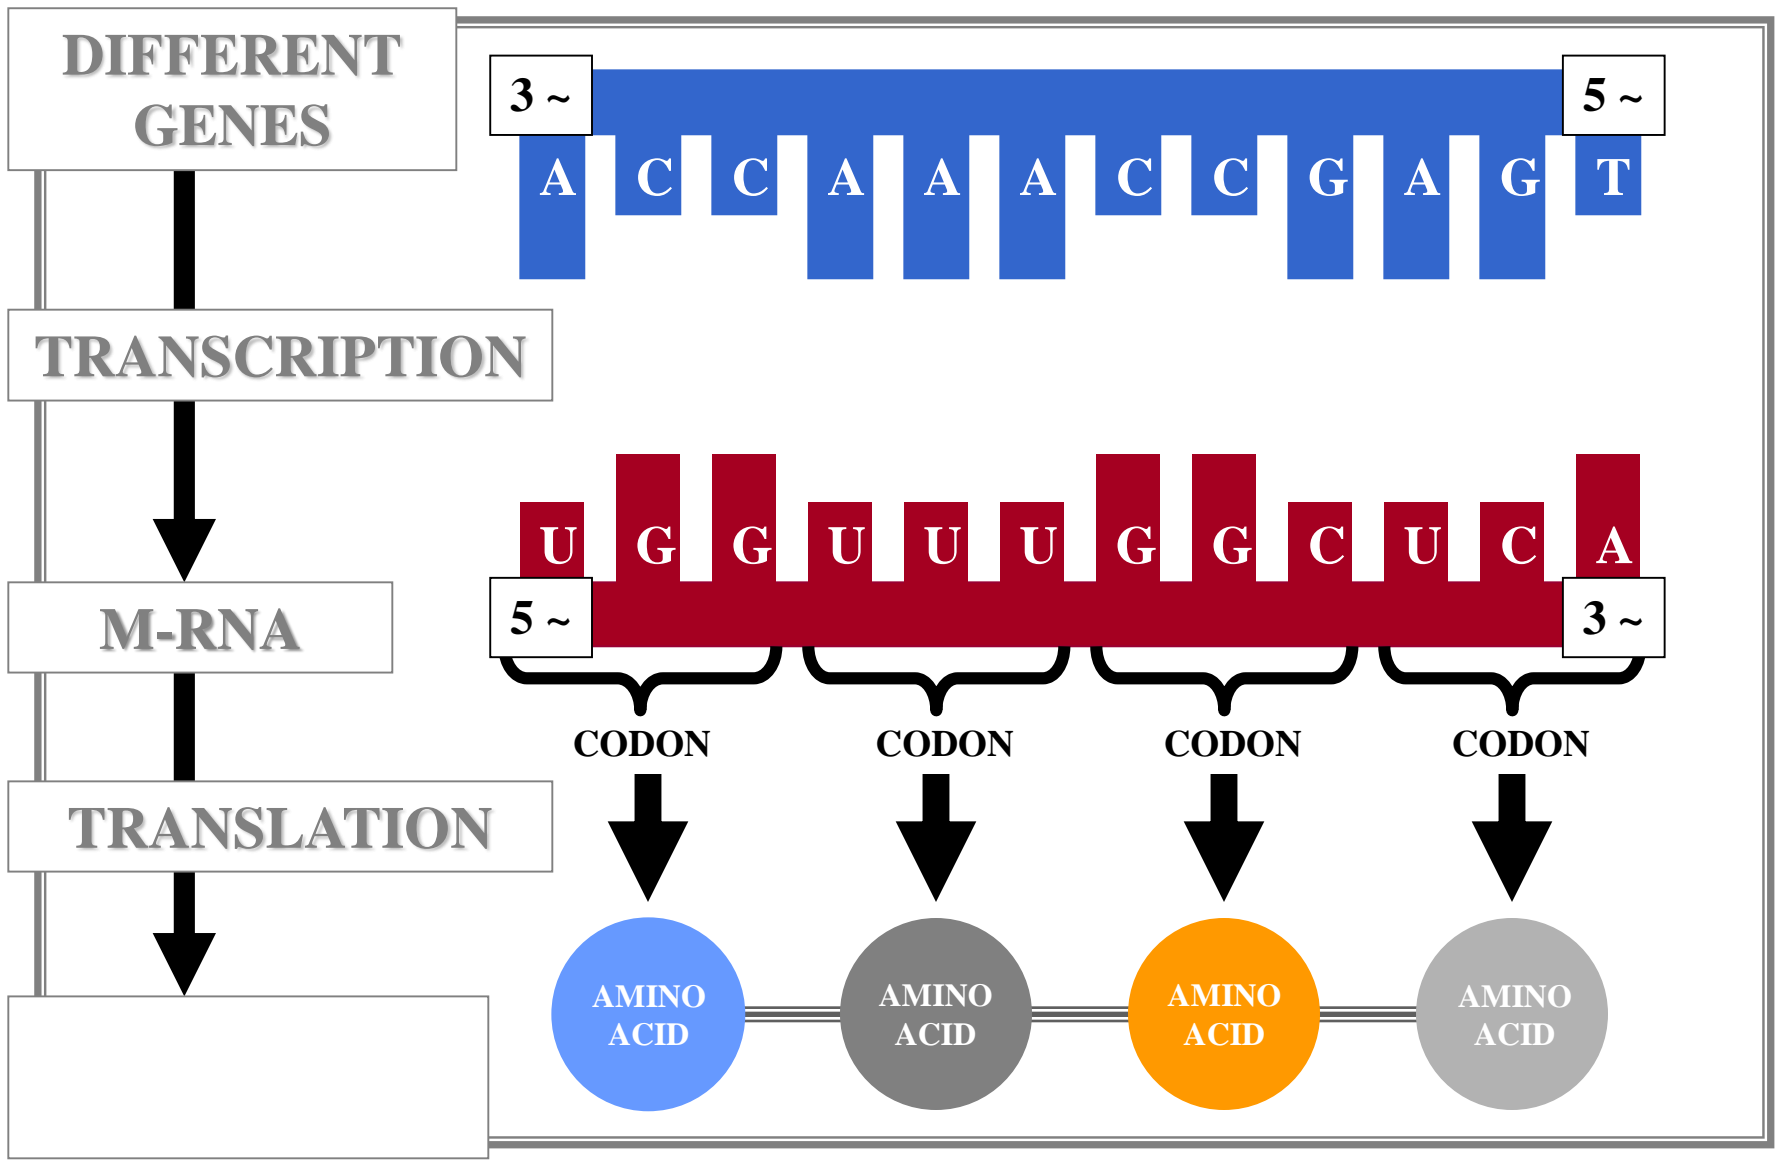 DIFFERENT
GENES
3 ~
5 ~
A C C A A A C C G A G T
TRANSCRIPTION
U G G U U U G G C U C A
M-RNA
5 ~
3 ~
CODON CODON CODON CODON
TRANSLATION
AMINO
ACID
AMINO
ACID
AMINO
ACID
AMINO
ACID